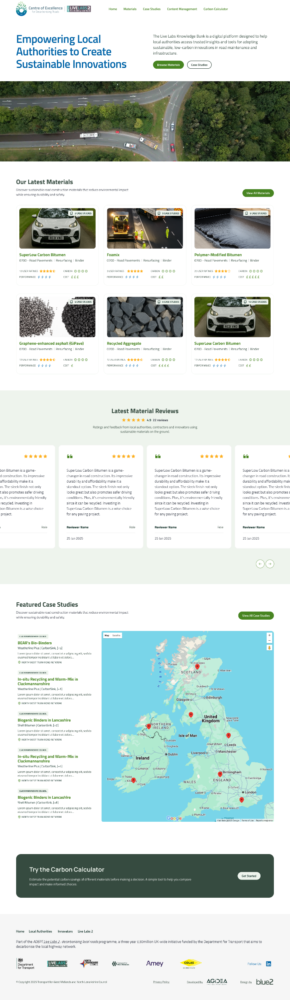 Centre of Excellence
for Decarbonising Roads
LIVELABS2
Decarbonising Local Roads
Home Materials Case Studies Content Management Carbon Calculator
Empowering Local
Authorities to Create
Sustainable Innovations
The Live Labs Knowledge Bank is a digital platform designed to help
local authorities access trusted insights and tools for adopting
sustainable, low-carbon innovations in road maintenance and
infrastructure.
Browse Materials Case Studies
Our Latest Materials
Discover sustainable road construction materials that reduce environmental impact
while ensuring durability and safety.
View All Materials
2 CASE STUDIES
RE21 VWO
SuperLow Carbon Bitumen
0700 - Road Pavements | Resurfacing | Binder
12 USER RATINGS CARBON
PERFORMANCE COST £ £ £
9 CASE STUDIES
Foamix
0700 - Road Pavements | Resurfacing | Binder
3 USER RATINGS CARBON
PERFORMANCE COST £ £
5 CASE STUDIES
Polymer-Modified Bitumen
0700 - Road Pavements | Resurfacing | Binder
25 USER RATINGS CARBON
PERFORMANCE COST £ £ £ £ £
4 CASE STUDIES
Graphene-enhanced asphalt (GiPave)
0700 - Road Pavements | Resurfacing | Binder
12 USER RATINGS CARBON
PERFORMANCE COST £
0 CASE STUDIES
Recycled Aggregate
0700 - Road Pavements | Resurfacing | Binder
12 USER RATINGS CARBON
PERFORMANCE COST £ £ £ £
10 CASE STUDIES
RE21 VWO
SuperLow Carbon Bitumen
0700 - Road Pavements | Resurfacing | Binder
12 USER RATINGS CARBON
PERFORMANCE COST £ £
Latest Material Reviews
4.9 22 reviews
Ratings and feedback from local authorities, contractors and innovators using
sustainable materials on the ground.
bon Bitumen is a game-
d construction. Its impressive
affordability make it a
on. The sleek finish not only
t also promotes safer driving
s, it's environmentally friendly
recycled. Investing in
bon Bitumen is a wise choice
project.
Role
SuperLow Carbon Bitumen is a game-
changer in road construction. Its impressive
durability and affordability make it a
standout option. The sleek finish not only
looks great but also promotes safer driving
conditions. Plus, it's environmentally friendly
since it can be recycled. Investing in
SuperLow Carbon Bitumen is a wise choice
for any paving project.
Reviewer Name Role
25 Jan 2025
SuperLow Carbon Bitumen is a game-
changer in road construction. Its impressive
durability and affordability make it a
standout option. The sleek finish not only
looks great but also promotes safer driving
conditions. Plus, it's environmentally friendly
since it can be recycled. Investing in
SuperLow Carbon Bitumen is a wise choice
for any paving project.
Reviewer Name Role
25 Jan 2025
SuperLow Carbon Bitumen is a
changer in road construction. It
durability and affordability mak
standout option. The sleek finis
looks great but also promotes s
conditions. Plus, it's environme
since it can be recycled. Investin
SuperLow Carbon Bitumen is a
for any paving project.
Reviewer Name
25 Jan 2025
Featured Case Studies
Discover sustainable road construction materials that reduce environmental impact
while ensuring durability and safety.
View All Case Studies
CLACKMANNANSHIRE COUNCIL
BEAR's Bio-Binders
Weatherline Plus | CarbonSink, [+5]
Lorem ipsum dolor sit amet, consectetur adipiscing elit, sed do
eiusmod tempor incididunt ut labore et dolore...
NORTH WEST TRUNK ROAD NETWORK
CLACKMANNANSHIRE COUNCIL
In-situ Recycling and Warm-Mix in
Clackmannanshire
Weatherline Plus | CarbonSink, [+1]
Lorem ipsum dolor sit amet, consectetur adipiscing elit, sed do
eiusmod tempor incididunt ut labore et dolore...
NORTH WEST TRUNK ROAD NETWORK
CLACKMANNANSHIRE COUNCIL
Biogenic Binders in Lancashire
Shell Bitumen | CarbonSink, [+2]
Lorem ipsum dolor sit amet, consectetur adipiscing elit, sed do
eiusmod tempor incididunt ut labore et dolore...
NORTH WEST TRUNK ROAD NETWORK
CLACKMANNANSHIRE COUNCIL
In-situ Recycling and Warm-Mix in
Clackmannanshire
Weatherline Plus | CarbonSink, [+4]
Lorem ipsum dolor sit amet, consectetur adipiscing elit, sed do
eiusmod tempor incididunt ut labore et dolore...
NORTH WEST TRUNK ROAD NETWORK
CLACKMANNANSHIRE COUNCIL
Biogenic Binders in Lancashire
Shell Bitumen | CarbonSink, [+6]
Lorem ipsum dolor sit amet, consectetur adipiscing elit, sed do
eiusmod tempor incididunt ut labore et dolore...
NORTH WEST TRUNK ROAD NETWORK
Map Satellite
HEBRIDES
Elgin
Portree Inverness
Aberdeen
SCOTLAND
Dundee
St Andrews
Stirling
Glasgow Edinburgh
United
Kingdom
Newcastle
upon Tyne
NORTHERN
IRELAND
Sligo
Isle of Man
Dundalk
Drogheda
Great Britain Leeds
Manchester
Liverpool
Galway Dublin
Ireland
Limerick Kilkenny
Norwich
Birmingham
Tralee Waterford
Dingle
Cork
WALES ENGLAND
Cambridge
Oxford
Cardiff Bristol London
Exeter Bournemouth
Plymouth
Google
Map data ©2025 Google Terms of Use Report a map error
Try the Carbon Calculator
Estimate the potential carbon savings of different materials before making a decision. A simple tool to help you compare
impact and make informed choices.
Get Started
Home Local Authorities Innovators Live Labs 2
Part of the ADEPT Live Labs 2 : decarbonising local roads programme, a three year £30million UK-wide initiative funded by the Department for Transport that aims to
decarbonise the local highway network.
Department
for Transport
LIVELABS2
Decarbonising Local Roads
NORTH
LANARKSHIRE
COUNCIL
Transport for
West Midlands
Amey
COLAS
WE OPEN THE WAY
Follow Us:
© Copyright 2025 Transport for West Midlands and North Lanarkshire Council
Privacy Policy
Developed by AGIDEA
Design by blue2